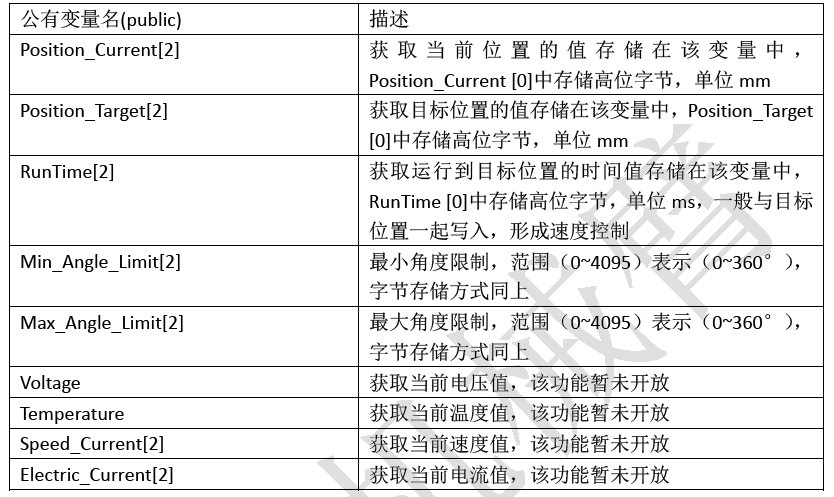 公有变量名(public) 描述
Position_Current[2] 获取当前位置的值存储在该变量中，
Position_Current [0]中存储高位字节，单位 mm
Position_Target[2] 获取目标位置的值存储在该变量中，Position_Target
[0]中存储高位字节，单位 mm
RunTime[2] 获取运行到目标位置的时间值存储在该变量中，
RunTime [0]中存储高位字节，单位 ms，一般与目标
位置一起写入，形成速度控制
Min_Angle_Limit[2] 最小角度限制，范围（0~4095）表示（0~360°），
字节存储方式同上
Max_Angle_Limit[2] 最大角度限制，范围（0~4095）表示（0~360°），
字节存储方式同上
Voltage 获取当前电压值，该功能暂未开放
Temperature 获取当前温度值，该功能暂未开放
Speed_Current[2] 获取当前速度值，该功能暂未开放
Electric_Current[2] 获取当前电流值，该功能暂未开放
机械臂